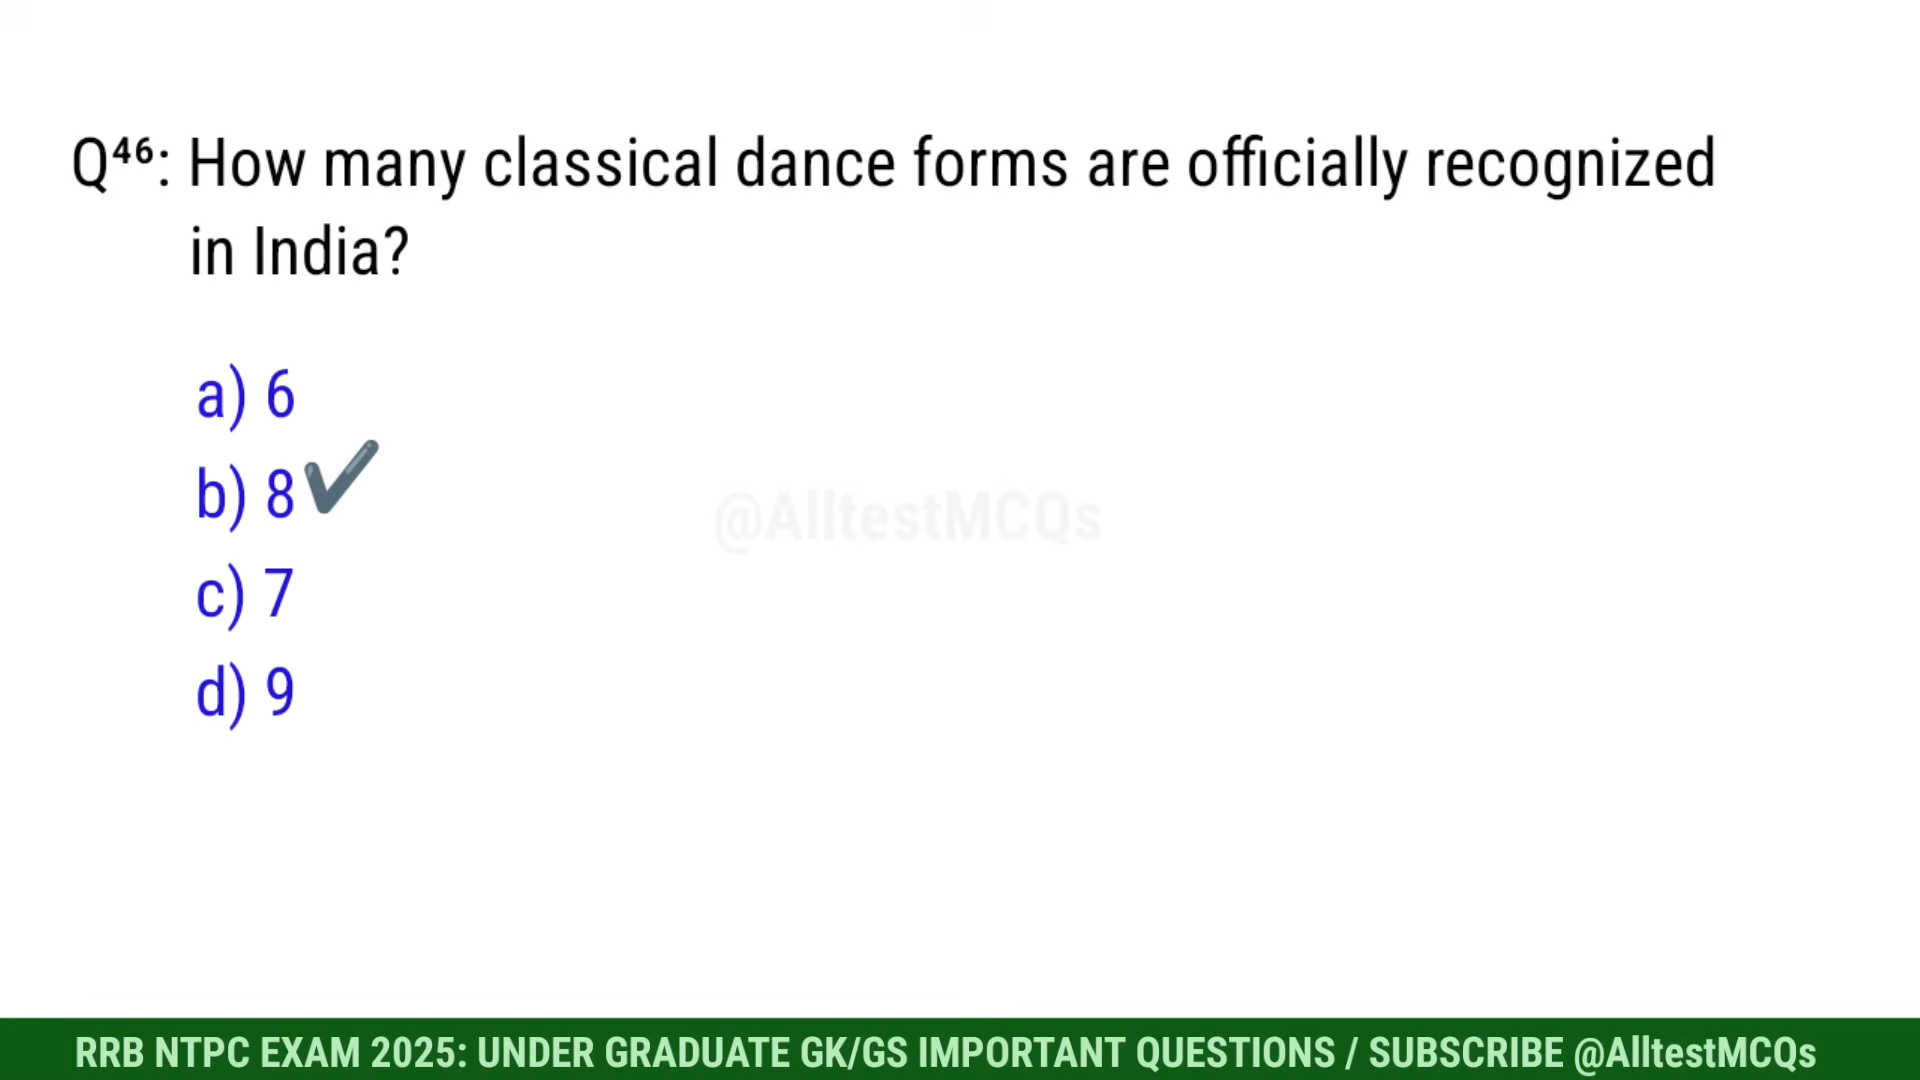 Q⁴⁶: How many classical dance forms are officially recognized
in India?
a) 6
b) 8✔
c) 7
d) 9
@AlltestMCQs
RRB NTPC EXAM 2025: UNDER GRADUATE GK/GS IMPORTANT QUESTIONS / SUBSCRIBE @AlltestMCQs